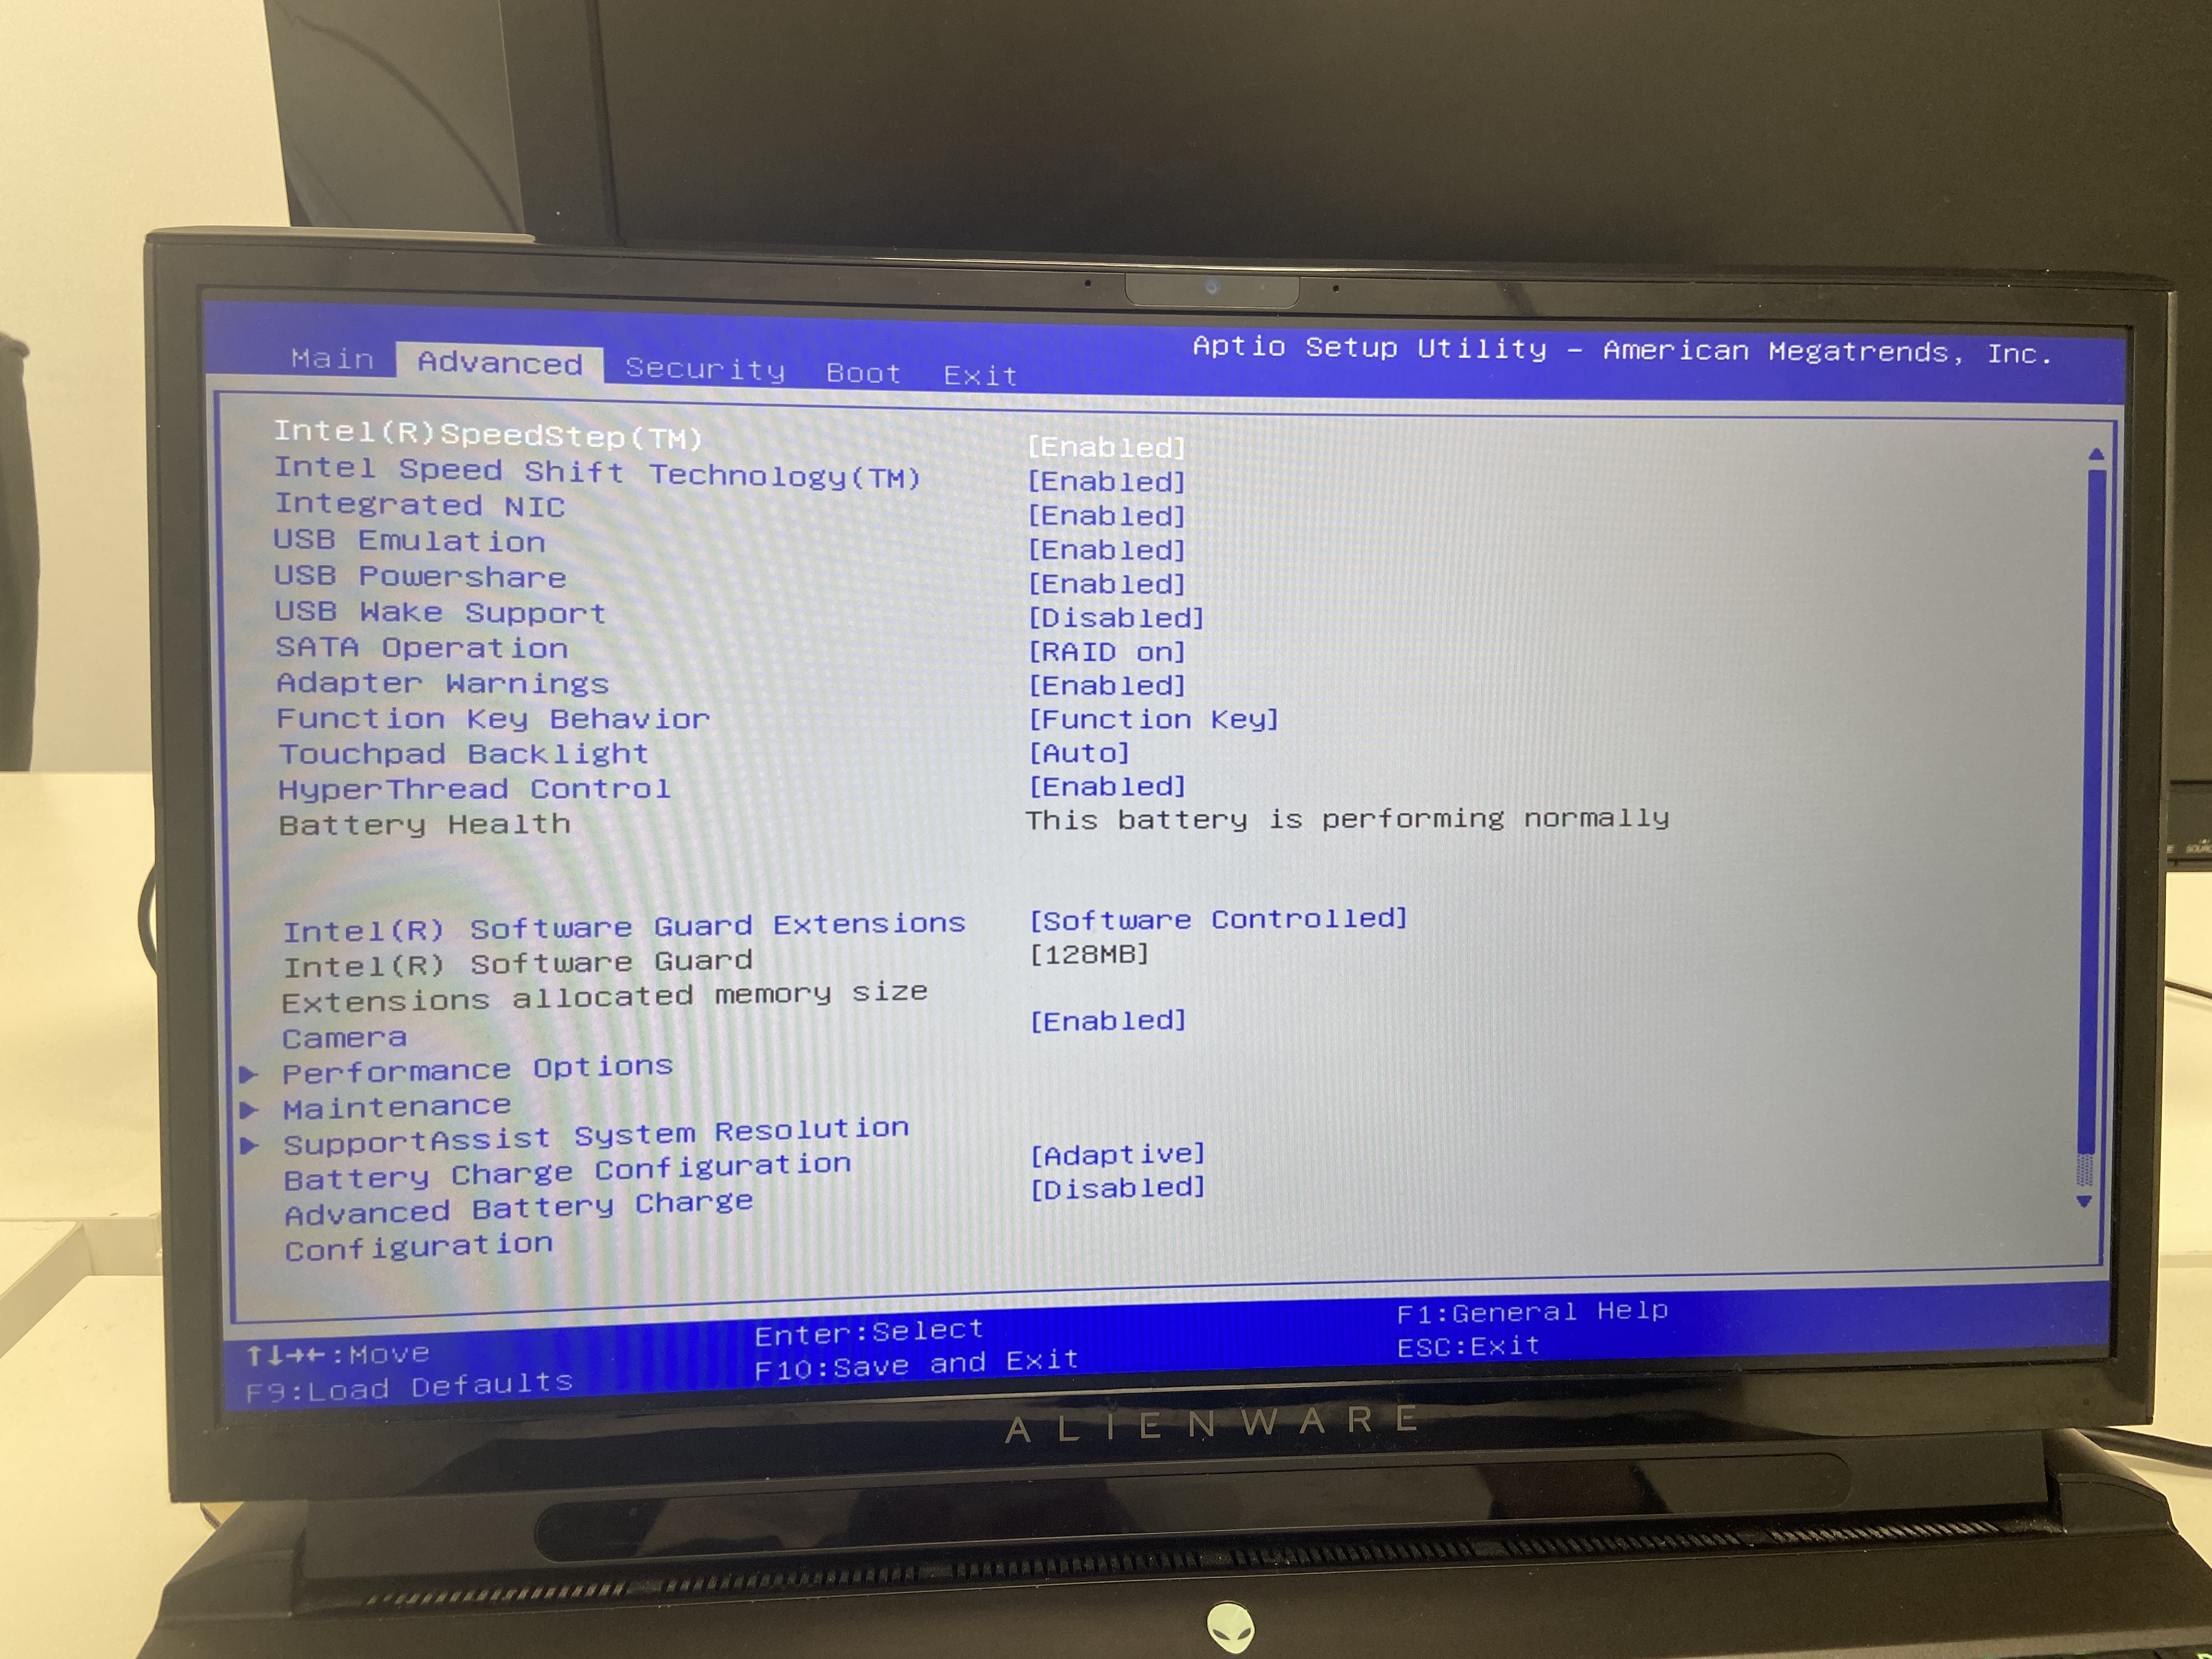 Aptio Setup Utility – American Megatrends, Inc.
Main Advanced Security Boot Exit
Intel(R)SpeedStep(TM) [Enabled]
Intel Speed Shift Technology(TM) [Enabled]
Integrated NIC [Enabled]
USB Emulation [Enabled]
USB Powershare [Enabled]
USB Wake Support [Disabled]
SATA Operation [RAID on]
Adapter Warnings [Enabled]
Function Key Behavior [Function Key]
Touchpad Backlight [Auto]
HyperThread Control [Enabled]
Battery Health This battery is performing normally
Intel(R) Software Guard Extensions [Software Controlled]
Intel(R) Software Guard [128MB]
Extensions allocated memory size
Camera [Enabled]
Performance Options
Maintenance
SupportAssist System Resolution
Battery Charge Configuration [Adaptive]
Advanced Battery Charge [Disabled]
Configuration
↑↓→←:Move Enter:Select F1:General Help
F9:Load Defaults F10:Save and Exit ESC:Exit
ALIENWARE